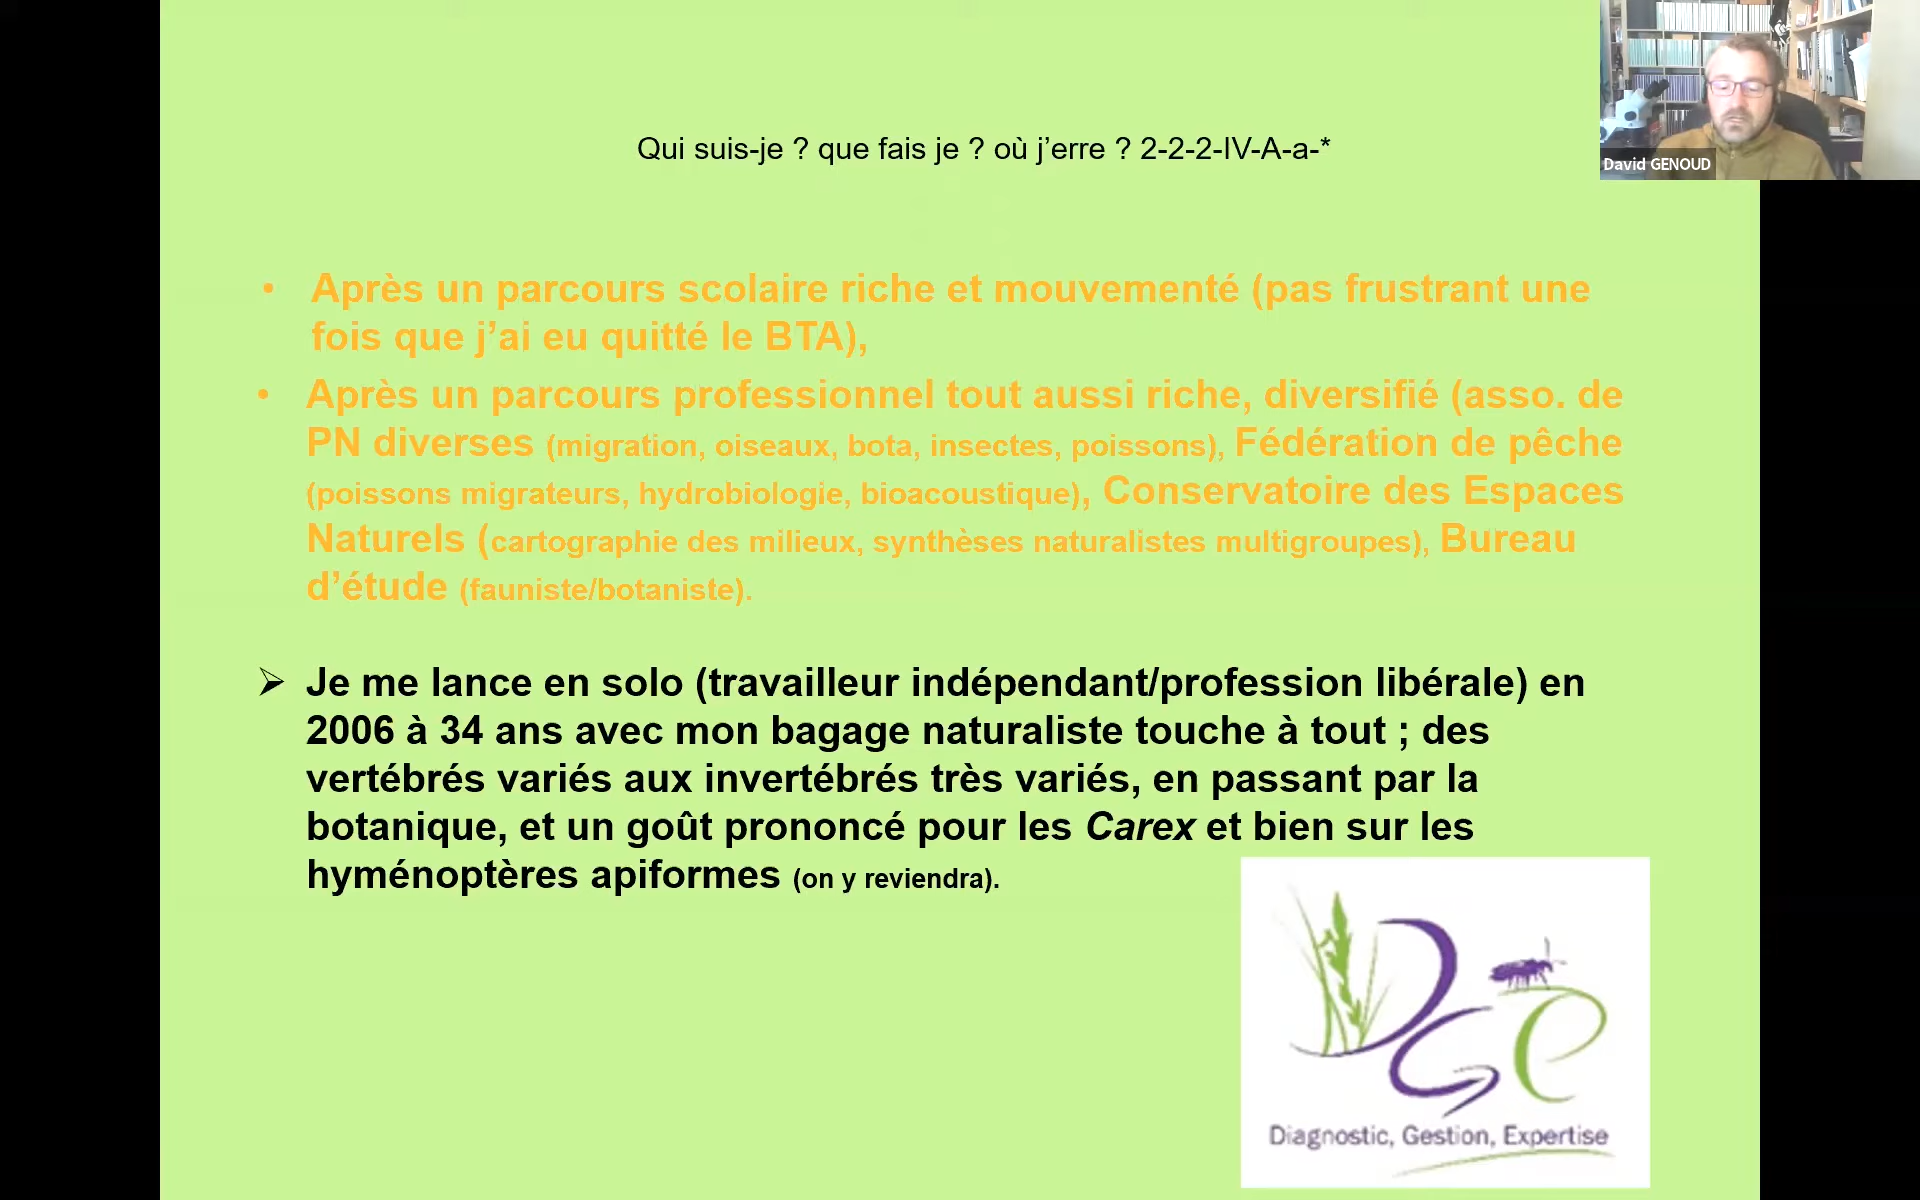 Qui suis-je ? que fais je ? où j’erre ? 2-2-2-IV-A-a-*
David GENOUD
• Après un parcours scolaire riche et mouvementé (pas frustrant une
fois que j’ai eu quitté le BTA),
• Après un parcours professionnel tout aussi riche, diversifié (asso. de
PN diverses (migration, oiseaux, bota, insectes, poissons), Fédération de pêche
(poissons migrateurs, hydrobiologie, bioacoustique), Conservatoire des Espaces
Naturels (cartographie des milieux, synthèses naturalistes multigroupes), Bureau
d’étude (fauniste/botaniste).
➢ Je me lance en solo (travailleur indépendant/profession libérale) en
2006 à 34 ans avec mon bagage naturaliste touche à tout ; des
vertébrés variés aux invertébrés très variés, en passant par la
botanique, et un goût prononcé pour les Carex et bien sur les
hyménoptères apiformes (on y reviendra).
DGe
Diagnostic, Gestion, Expertise